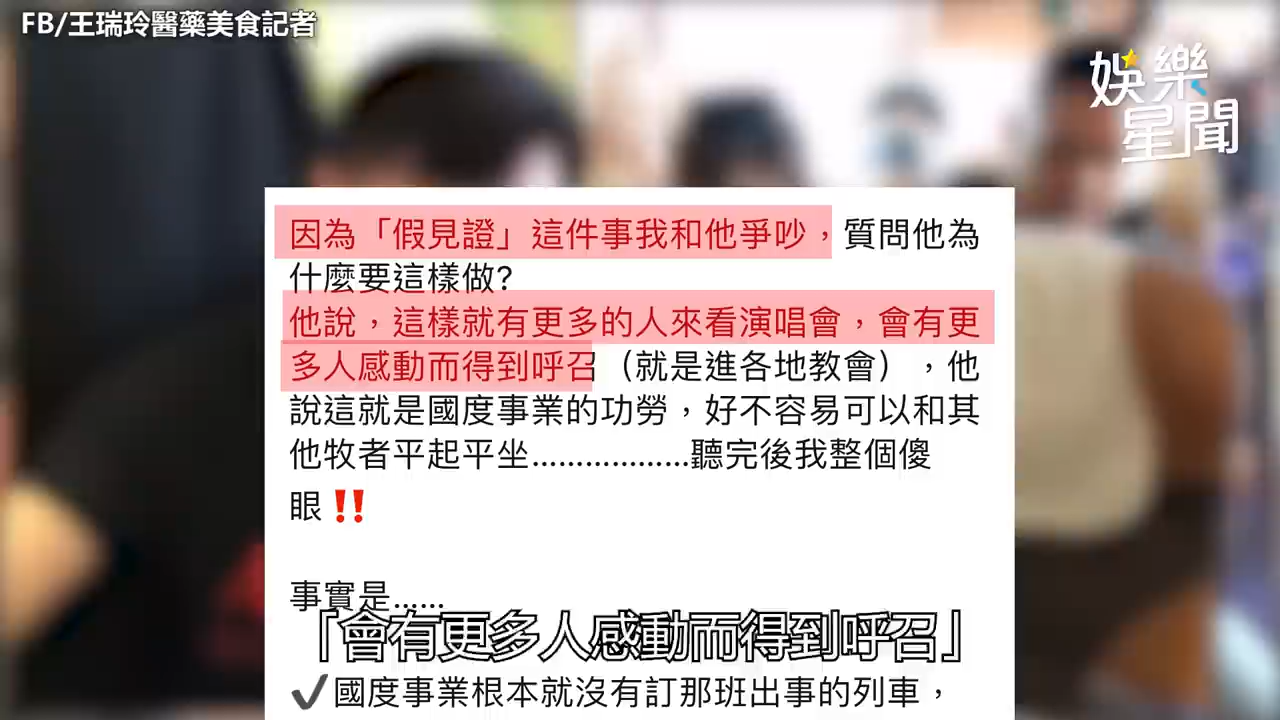 FB/王瑞玲醫藥美食記者
娛樂
星聞
因為「假見證」這件事我和他爭吵，質問他為
什麼要這樣做?
他說，這樣就有更多的人來看演唱會，會有更
多人感動而得到呼召（就是進各地教會），他
說這就是國度事業的功勞，好不容易可以和其
他牧者平起平坐………………聽完後我整個傻
眼‼️
事實是……
「會有更多人感動而得到呼召」
✔國度事業根本就沒有訂那班出事的列車，